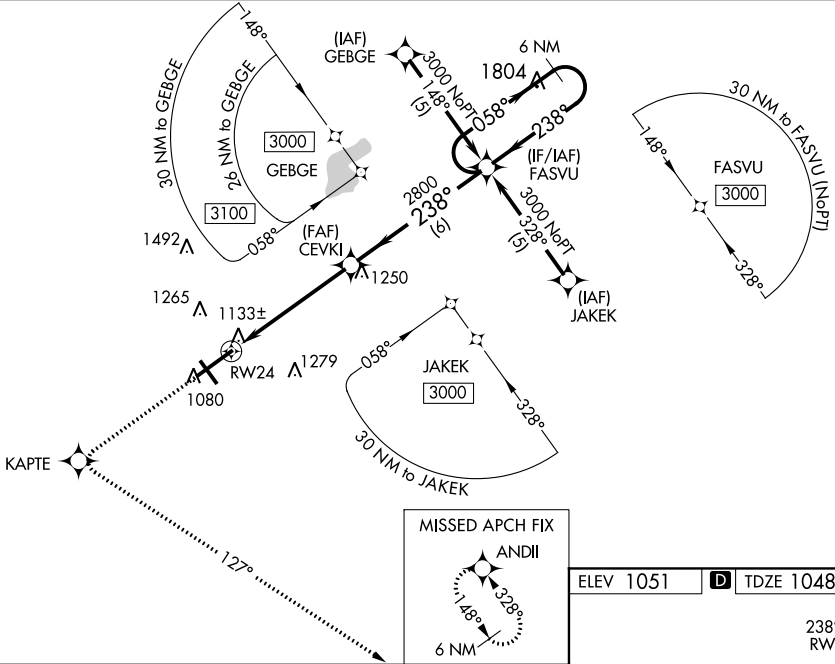 148°
(IAF)
GEBGE
3000 NoPT
148°
(5)
6 NM
1804
058°
238°
30 NM to GEBGE
26 NM to GEBGE
3000
GEBGE
3100
058°
(IF/IAF)
FASVU
30 NM to FASVU (NoPT)
148°
FASVU
3000
328°
2800
238°
(6)
3000 NoPT
328°
(5)
(IAF)
JAKEK
(FAF)
CEVKI
1492
1250
1265
1133±
RW24
1279
1080
058°
JAKEK
3000
328°
30 NM to JAKEK
KAPTE
127°
MISSED APCH FIX
ANDII
148°
328°
6 NM
ELEV 1051
D
TDZE 1048
238°
RW